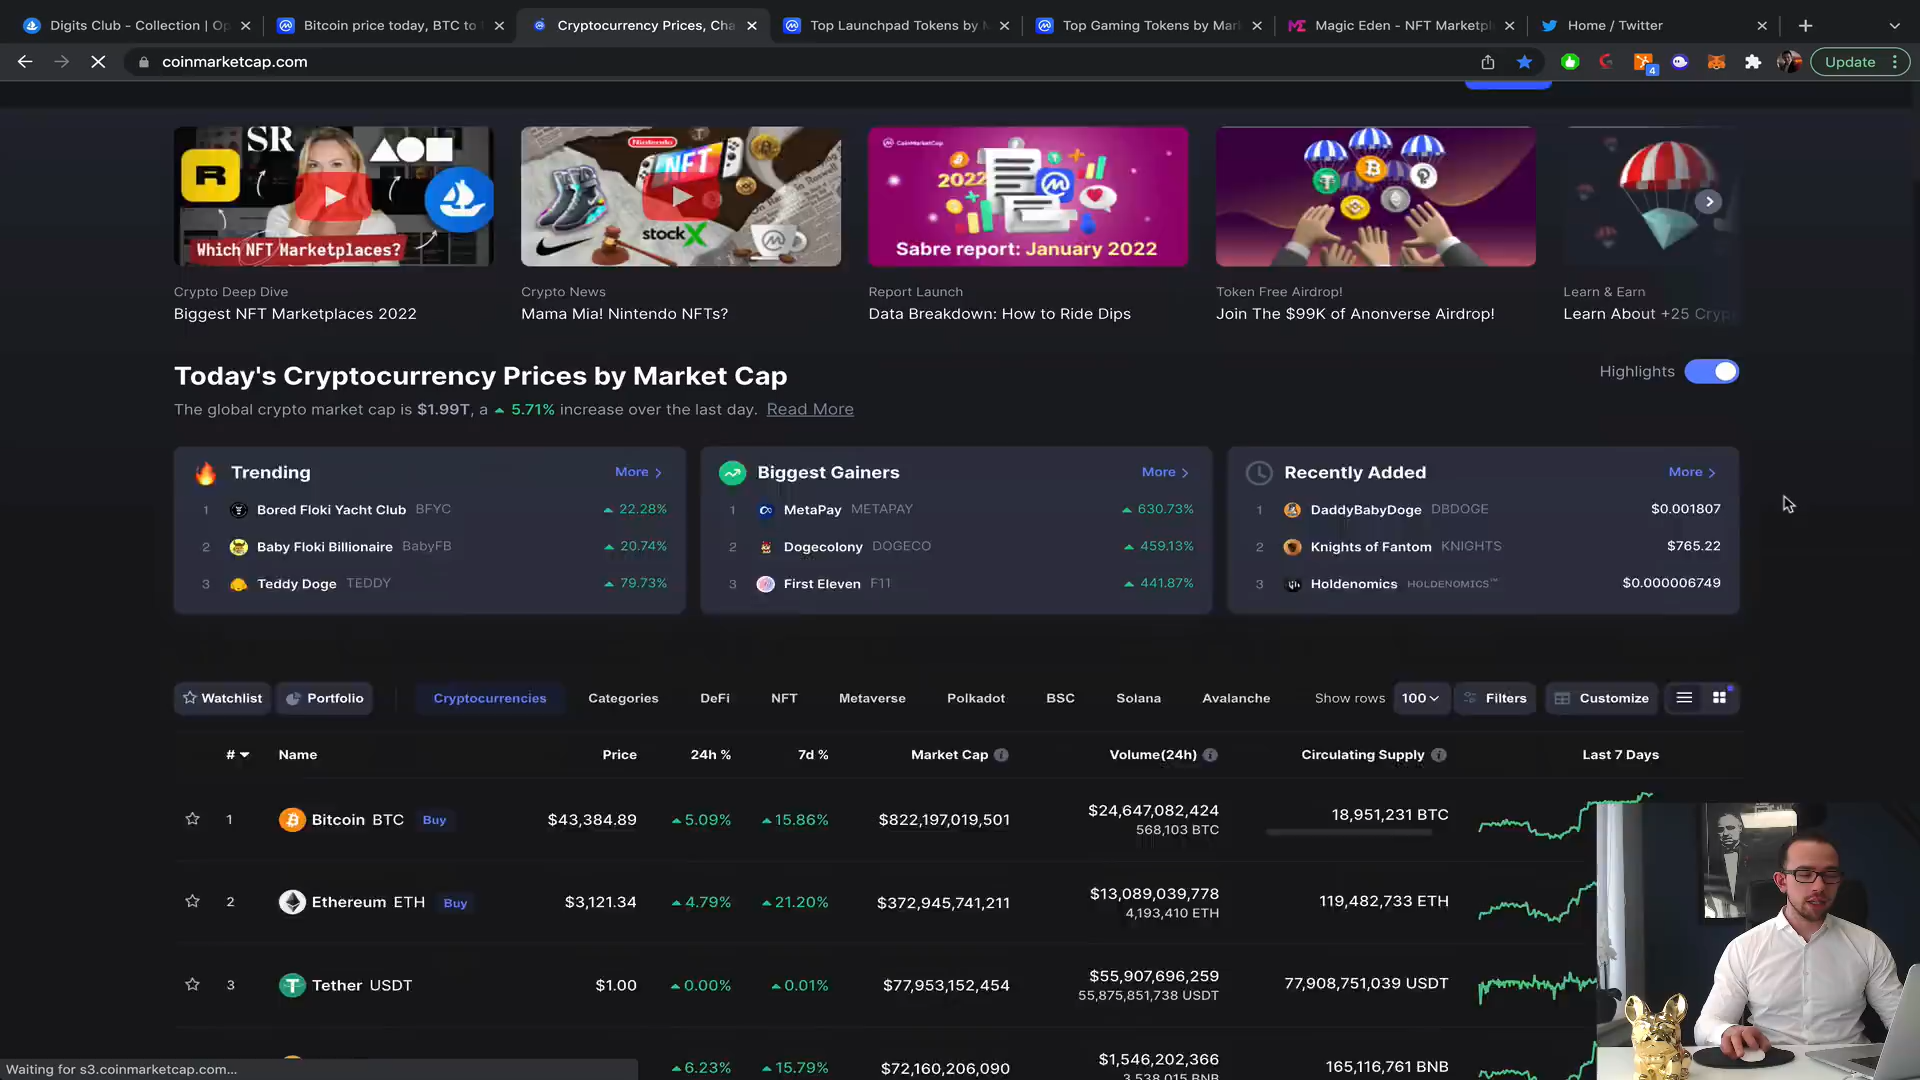 Digits Club - Collection | Op
Bitcoin price today, BTC to
Cryptocurrency Prices, Cha
Top Launchpad Tokens by M
Top Gaming Tokens by Mark
Magic Eden - NFT Marketpl
Home / Twitter
coinmarketcap.com
4
Update
SR
R
Which NFT Marketplaces?
Nintendo
NFT
stockX
CoinMarketCap
2022
Sabre report: January 2022
Crypto Deep Dive
Biggest NFT Marketplaces 2022
Crypto News
Mama Mia! Nintendo NFTs?
Report Launch
Data Breakdown: How to Ride Dips
Token Free Airdrop!
Join The $99K of Anonverse Airdrop!
Learn & Earn
Learn About +25 Cryp
Today's Cryptocurrency Prices by Market Cap
Highlights
The global crypto market cap is $1.99T, a 5.71% increase over the last day. Read More
Trending More
1 Bored Floki Yacht Club BFYC 22.28%
2 Baby Floki Billionaire BabyFB 20.74%
3 Teddy Doge TEDDY 79.73%
Biggest Gainers More
1 MetaPay METAPAY 630.73%
2 Dogecolony DOGECO 459.13%
3 First Eleven F11 441.87%
Recently Added More
1 DaddyBabyDoge DBDOGE $0.001807
2 Knights of Fantom KNIGHTS $765.22
3 Holdenomics HOLDENOMICS™ $0.000006749
Watchlist Portfolio Cryptocurrencies Categories DeFi NFT Metaverse Polkadot BSC Solana Avalanche Show rows 100 Filters Customize
# Name Price 24h % 7d % Market Cap Volume(24h) Circulating Supply Last 7 Days
1 Bitcoin BTC Buy $43,384.89 5.09% 15.86% $822,197,019,501 $24,647,082,424 18,951,231 BTC
568,103 BTC
2 Ethereum ETH Buy $3,121.34 4.79% 21.20% $372,945,741,211 $13,089,039,778 119,482,733 ETH
4,193,410 ETH
3 Tether USDT $1.00 0.00% 0.01% $77,953,152,454 $55,907,696,259 77,908,751,039 USDT
55,875,851,738 USDT
6.23% 15.79% $72,160,206,090 $1,546,202,366 165,116,761 BNB
3,538,015 BNB
Waiting for s3.coinmarketcap.com...